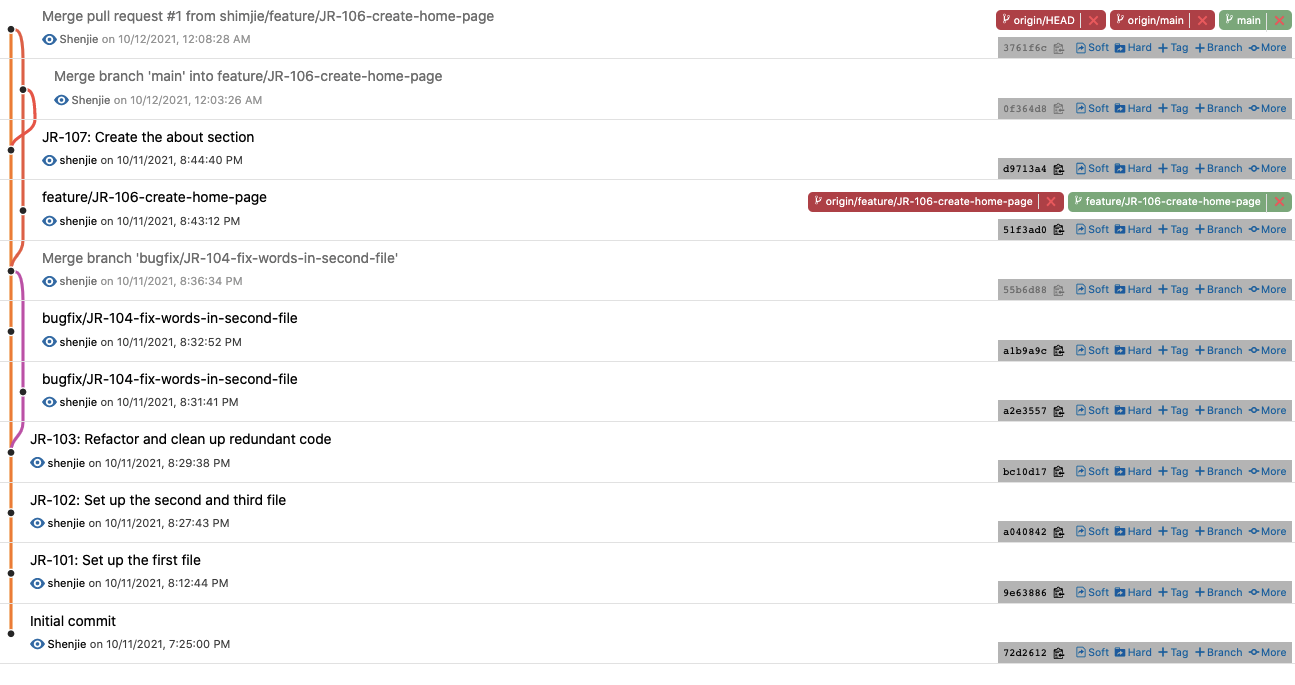 Merge pull request #1 from shimjie/feature/JR-106-create-home-page
origin/HEAD origin/main main
Shenjie on 10/12/2021, 12:08:28 AM
3761f6c Soft Hard Tag Branch More
Merge branch 'main' into feature/JR-106-create-home-page
Shenjie on 10/12/2021, 12:03:26 AM
0f364d8 Soft Hard Tag Branch More
JR-107: Create the about section
shenjie on 10/11/2021, 8:44:40 PM
d9713a4 Soft Hard Tag Branch More
feature/JR-106-create-home-page
origin/feature/JR-106-create-home-page feature/JR-106-create-home-page
shenjie on 10/11/2021, 8:43:12 PM
51f3ad0 Soft Hard Tag Branch More
Merge branch 'bugfix/JR-104-fix-words-in-second-file'
shenjie on 10/11/2021, 8:36:34 PM
55b6d88 Soft Hard Tag Branch More
bugfix/JR-104-fix-words-in-second-file
shenjie on 10/11/2021, 8:32:52 PM
a1b9a9c Soft Hard Tag Branch More
bugfix/JR-104-fix-words-in-second-file
shenjie on 10/11/2021, 8:31:41 PM
a2e3557 Soft Hard Tag Branch More
JR-103: Refactor and clean up redundant code
shenjie on 10/11/2021, 8:29:38 PM
bc10d17 Soft Hard Tag Branch More
JR-102: Set up the second and third file
shenjie on 10/11/2021, 8:27:43 PM
a040842 Soft Hard Tag Branch More
JR-101: Set up the first file
shenjie on 10/11/2021, 8:12:44 PM
9e63886 Soft Hard Tag Branch More
Initial commit
Shenjie on 10/11/2021, 7:25:00 PM
72d2612 Soft Hard Tag Branch More